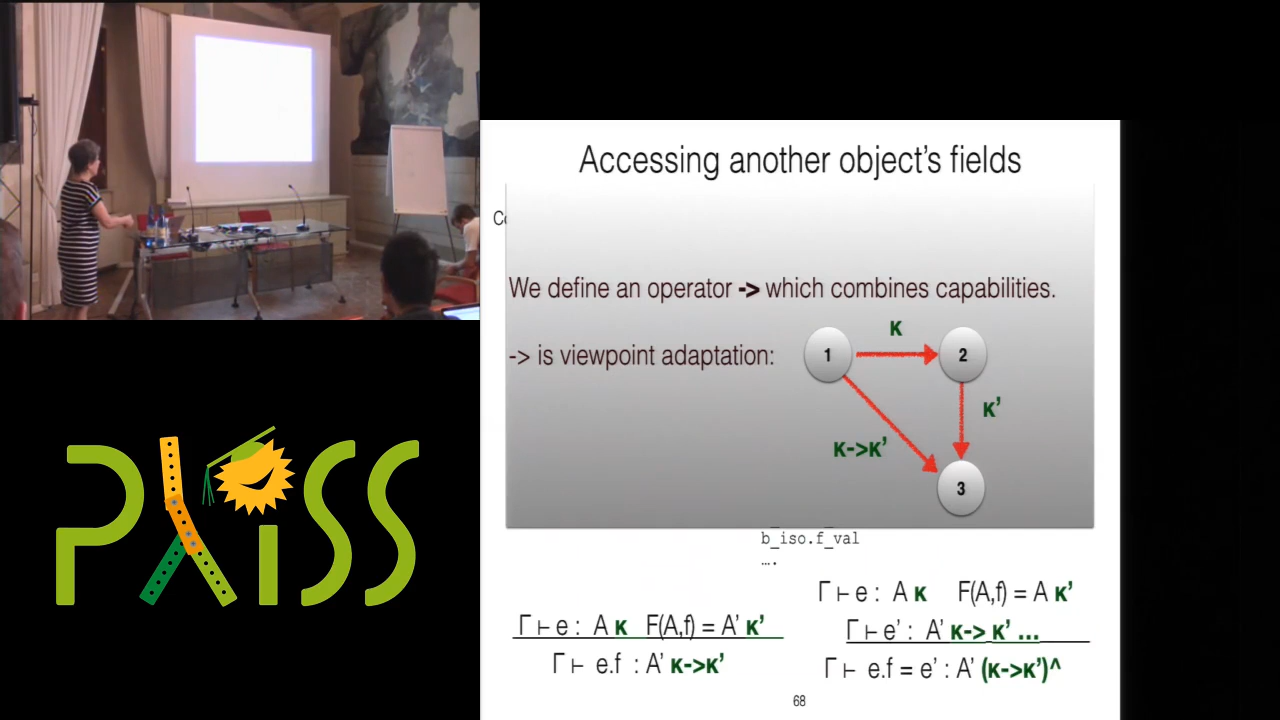 Accessing another object's fields
We define an operator -> which combines capabilities.
-> is viewpoint adaptation:
1
κ
2
κ'
κ->κ'
3
b_iso.f_val
….
Γ ⊢ e : A κ F(A,f) = A' κ'
Γ ⊢ e.f : A' κ->κ'
Γ ⊢ e : A κ F(A,f) = A κ'
Γ ⊢ e' : A' κ-> κ' ...
Γ ⊢ e.f = e' : A' (κ->κ')^
68
PLISS